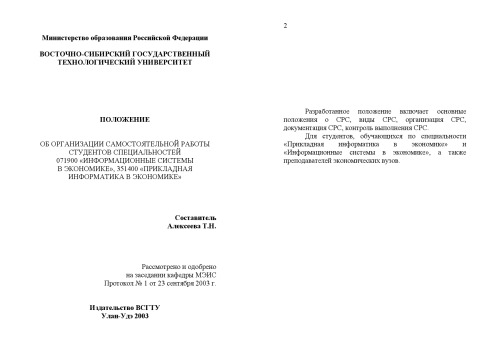 Министерство образования Российской Федерации
ВОСТОЧНО-СИБИРСКИЙ ГОСУДАРСТВЕННЫЙ
ТЕХНОЛОГИЧЕСКИЙ УНИВЕРСИТЕТ
ПОЛОЖЕНИЕ
ОБ ОРГАНИЗАЦИИ САМОСТОЯТЕЛЬНОЙ РАБОТЫ
СТУДЕНТОВ СПЕЦИАЛЬНОСТЕЙ
071900 «ИНФОРМАЦИОННЫЕ СИСТЕМЫ
В ЭКОНОМИКЕ», 351400 «ПРИКЛАДНАЯ
ИНФОРМАТИКА В ЭКОНОМИКЕ»
Составитель
Алексеева Т.Н.
Рассмотрено и одобрено
на заседании кафедры МЭИС
Протокол № 1 от 23 сентября 2003 г.
Издательство ВСГТУ
Улан-Удэ 2003
2
Разработанное положение включает основные
положения о СРС, виды СРС, организация СРС,
документация СРС, контроль выполнения СРС.
Для студентов, обучающихся по специальности
«Прикладная информатика в экономике» и
«Информационные системы в экономике», а также
преподавателей экономических вузов.